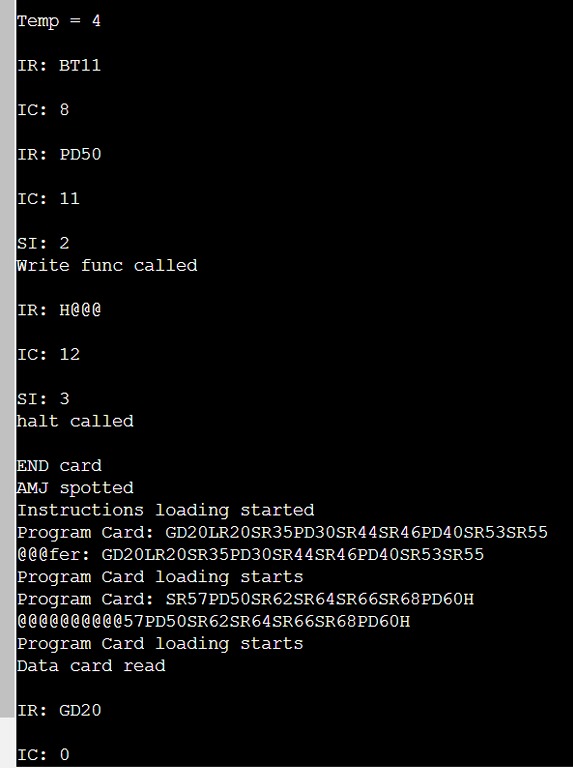 Temp = 4
IR: BT11
IC: 8
IR: PD50
IC: 11
SI: 2
Write func called
IR: H@@@
IC: 12
SI: 3
halt called
END card
AMJ spotted
Instructions loading started
Program Card: GD20LR20SR35PD30SR44SR46PD40SR53SR55
@@@fer: GD20LR20SR35PD30SR44SR46PD40SR53SR55
Program Card loading starts
Program Card: SR57PD50SR62SR64SR66SR68PD60H
@@@@@@@@@@57PD50SR62SR64SR66SR68PD60H
Program Card loading starts
Data card read
IR: GD20
IC: 0